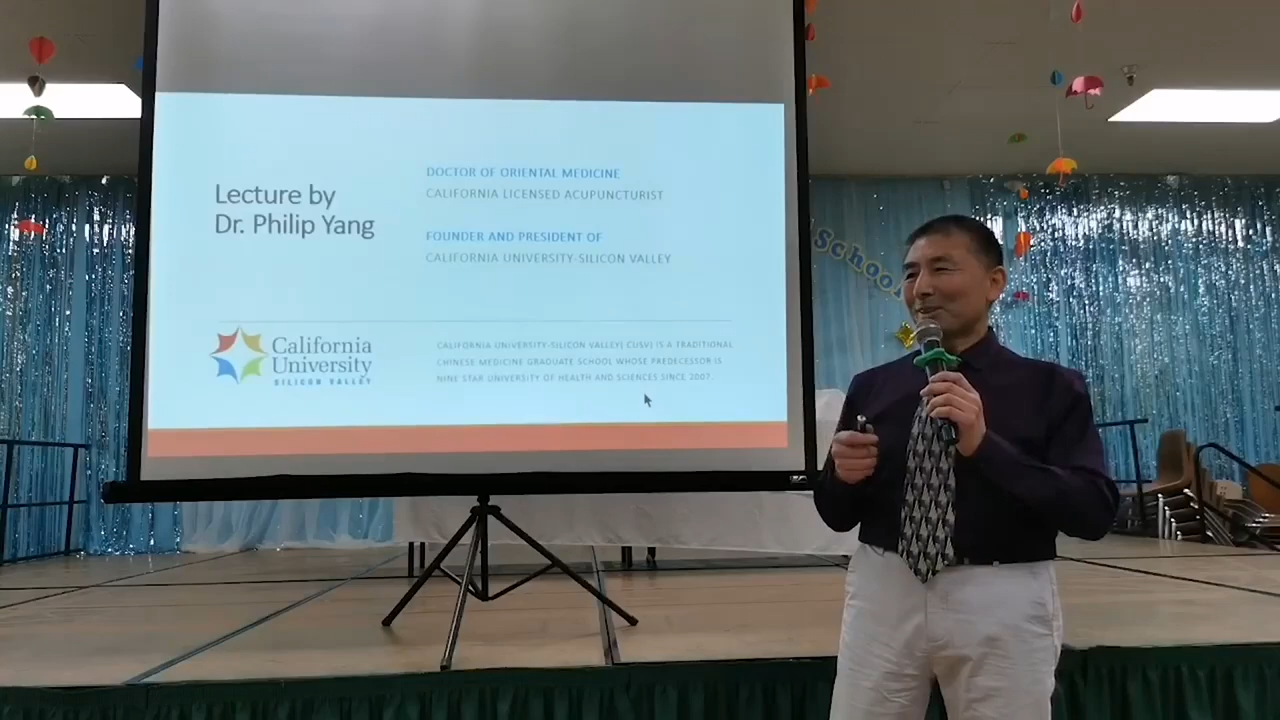 Lecture by
Dr. Philip Yang
DOCTOR OF ORIENTAL MEDICINE
CALIFORNIA LICENSED ACUPUNCTURIST
FOUNDER AND PRESIDENT OF
CALIFORNIA UNIVERSITY-SILICON VALLEY
California
University
SILICON VALLEY
CALIFORNIA UNIVERSITY-SILICON VALLEY( CUSV) IS A TRADITIONAL
CHINESE MEDICINE GRADUATE SCHOOL WHOSE PREDECESSOR IS
NINE STAR UNIVERSITY OF HEALTH AND SCIENCES SINCE 2007.
School